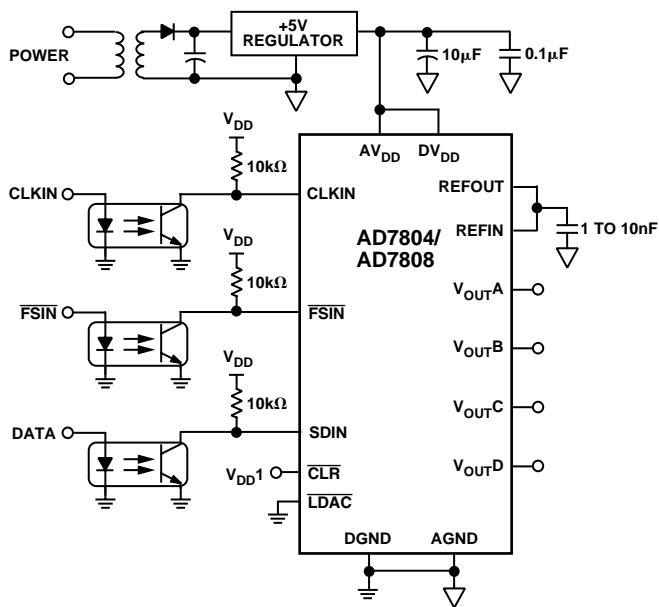 +5V
REGULATOR
POWER
10μF
0.1μF
V_DD
AV_DD
DV_DD
10kΩ
REFOUT
CLKIN
CLKIN
AD7804/
AD7808
REFIN
1 TO 10nF
V_DD
10kΩ
V_OUTA
FSIN
FSIN
V_DD
V_OUTB
10kΩ
V_OUTC
DATA
SDIN
V_DD1
CLR
V_OUTD
LDAC
DGND
AGND